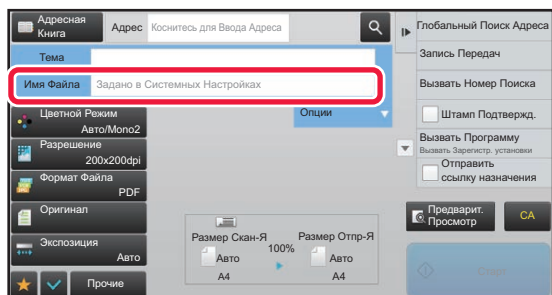 Адресная
Книга
Адрес
Коснитесь для Ввода Адреса
Тема
Имя Файла
Задано в Системных Настройках
Цветной Режим
Авто/Mono2
Разрешение
200x200dpi
Формат Файла
PDF
Оригинал
Экспозиция
Авто
Прочие
Опции
Размер Скан-Я
Авто
A4
100%
Размер Отпр-Я
Авто
A4
Глобальный Поиск Адреса
Запись Передач
Вызвать Номер Поиска
Штамп Подтвержд.
Вызвать Программу
Вызвать Зарегистр. установки
Отправить
ссылку назначения
Предварит.
Просмотр
CA
Старт